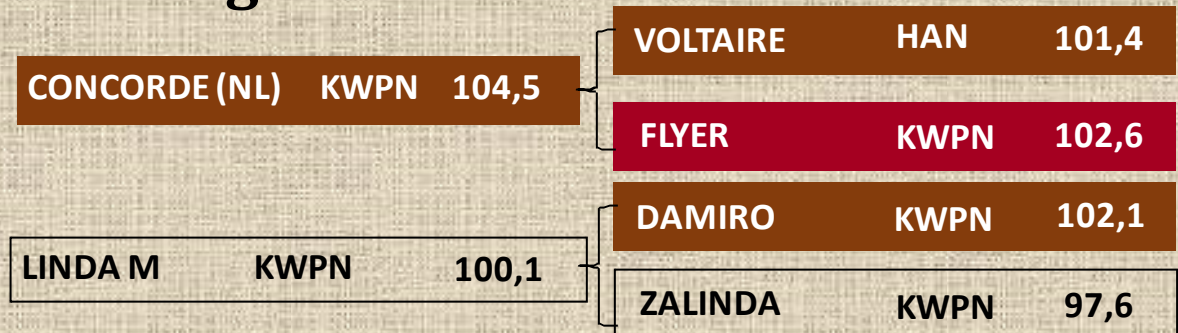 VOLTAIRE HAN 101,4
CONCORDE (NL) KWPN 104,5
FLYER KWPN 102,6
DAMIRO KWPN 102,1
LINDA M KWPN 100,1
ZALINDA KWPN 97,6